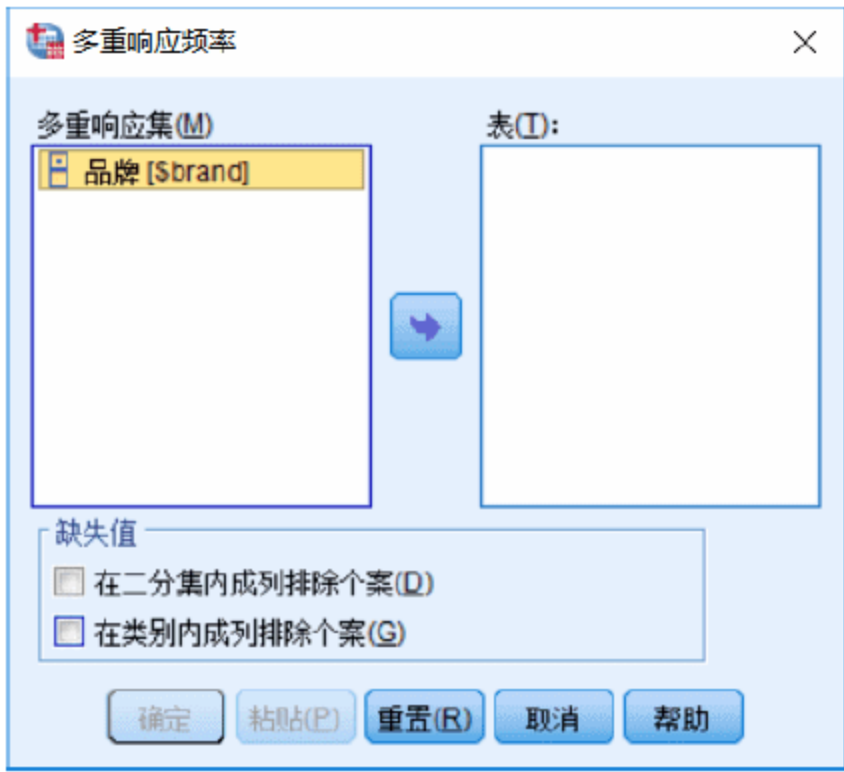 多重响应频率
多重响应集(M)
表(T):
品牌 [$brand]
缺失值
在二分集内成列排除个案(D)
在类别内成列排除个案(G)
确定 粘贴(P) 重置(R) 取消 帮助